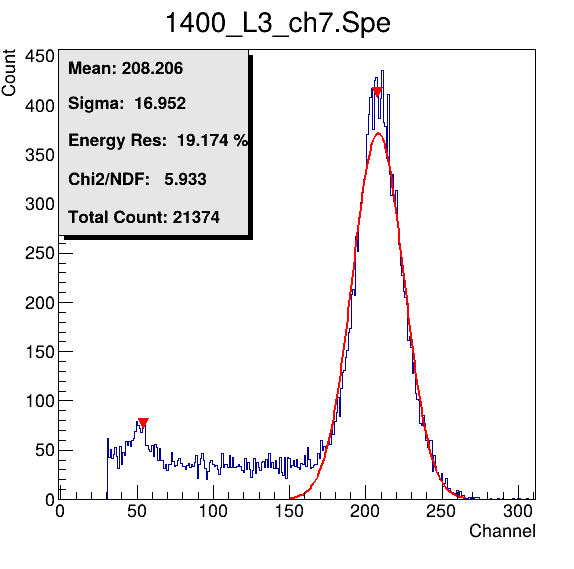 1400_L3_ch7.Spe
Count
450
400
350
300
250
200
150
100
50
0
Mean: 208.206
Sigma: 16.952
Energy Res: 19.174 %
Chi2/NDF: 5.933
Total Count: 21374
0 50 100 150 200 250 300
Channel